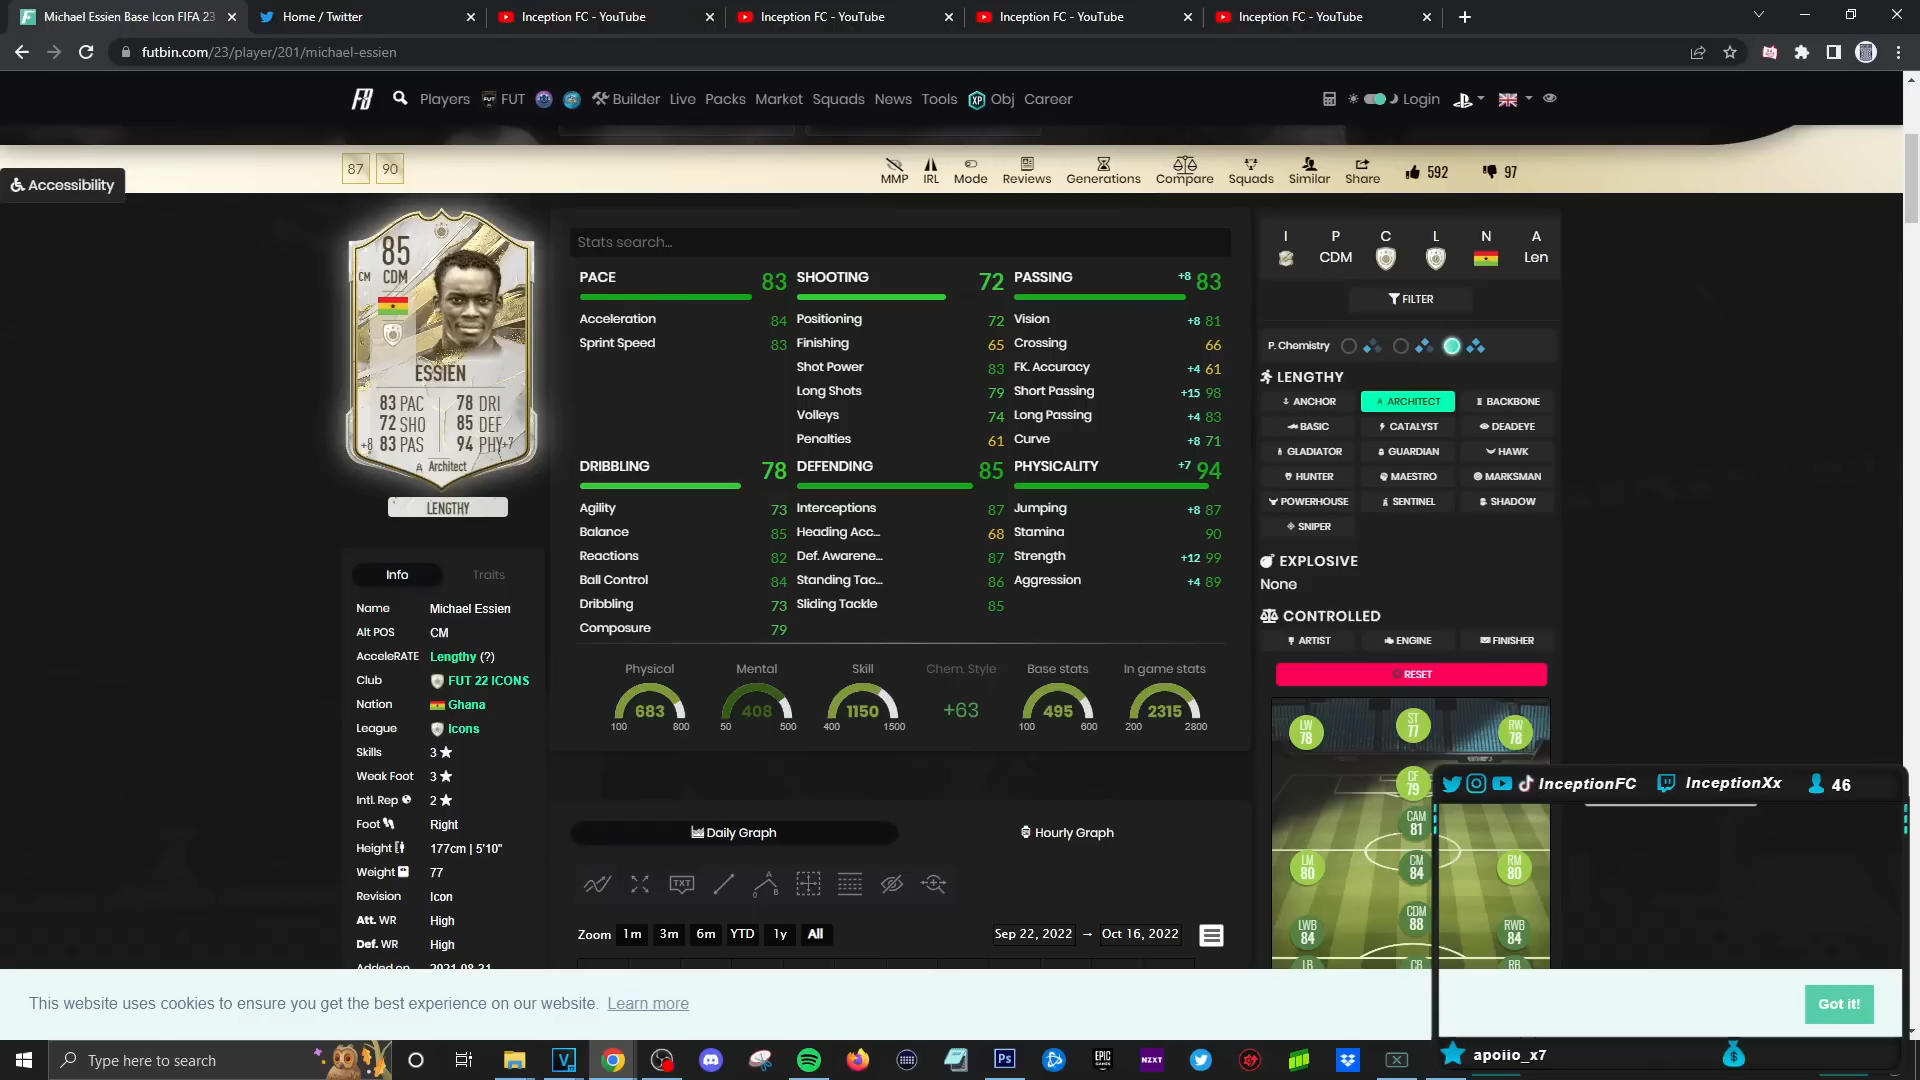 Michael Essien Base Icon FIFA 23
Home / Twitter
Inception FC - YouTube
Inception FC - YouTube
Inception FC - YouTube
Inception FC - YouTube
futbin.com/23/player/201/michael-essien
Players FUT Builder Live Packs Market Squads News Tools XP Obj Career Login
87 90
MMP IRL Mode Reviews Generations Compare Squads Similar Share 592 97
Accessibility
85
CM CDM
ESSIEN
83 PAC 78 DRI
72 SHO 85 DEF
+8 83 PAS 94 PHY+7
Architect
LENGTHY
Stats search...
PACE 83 SHOOTING 72 PASSING +8 83
Acceleration 84 Positioning 72 Vision +8 81
Sprint Speed 83 Finishing 65 Crossing 66
Shot Power 83 FK. Accuracy +4 61
Long Shots 79 Short Passing +15 98
Volleys 74 Long Passing +4 83
Penalties 61 Curve +8 71
DRIBBLING 78 DEFENDING 85 PHYSICALITY +7 94
Agility 73 Interceptions 87 Jumping +8 87
Balance 85 Heading Acc... 68 Stamina 90
Reactions 82 Def. Awarene... 87 Strength +12 99
Ball Control 84 Standing Tac... 86 Aggression +4 89
Dribbling 73 Sliding Tackle 85
Composure 79
Physical Mental Skill Chem. Style Base stats In game stats
683 408 1150 +63 495 2315
100 800 50 500 400 1500 100 600 200 2800
I P C L N A
CDM Len
FILTER
P. Chemistry
LENGTHY
ANCHOR ARCHITECT BACKBONE
BASIC CATALYST DEADEYE
GLADIATOR GUARDIAN HAWK
HUNTER MAESTRO MARKSMAN
POWERHOUSE SENTINEL SHADOW
SNIPER
EXPLOSIVE
None
CONTROLLED
ARTIST ENGINE FINISHER
RESET
LW 78 ST 77 RW 78
CF 79
CAM 81
LM 80 CM 84 RM 80
CDM 88
LWB 84 RWB 84
LB CB RB
Info Traits
Name Michael Essien
Alt POS CM
AcceleRATE Lengthy (?)
Club FUT 22 ICONS
Nation Ghana
League Icons
Skills 3
Weak Foot 3
Intl. Rep 2
Foot Right
Height 177cm | 5'10"
Weight 77
Revision Icon
Att. WR High
Def. WR High
Added on 2021-08-31
Daily Graph Hourly Graph
TXT
Zoom 1m 3m 6m YTD 1y All Sep 22, 2022 → Oct 16, 2022
InceptionFC InceptionXx 46
This website uses cookies to ensure you get the best experience on our website. Learn more
Got it!
Type here to search
apoiio_x7